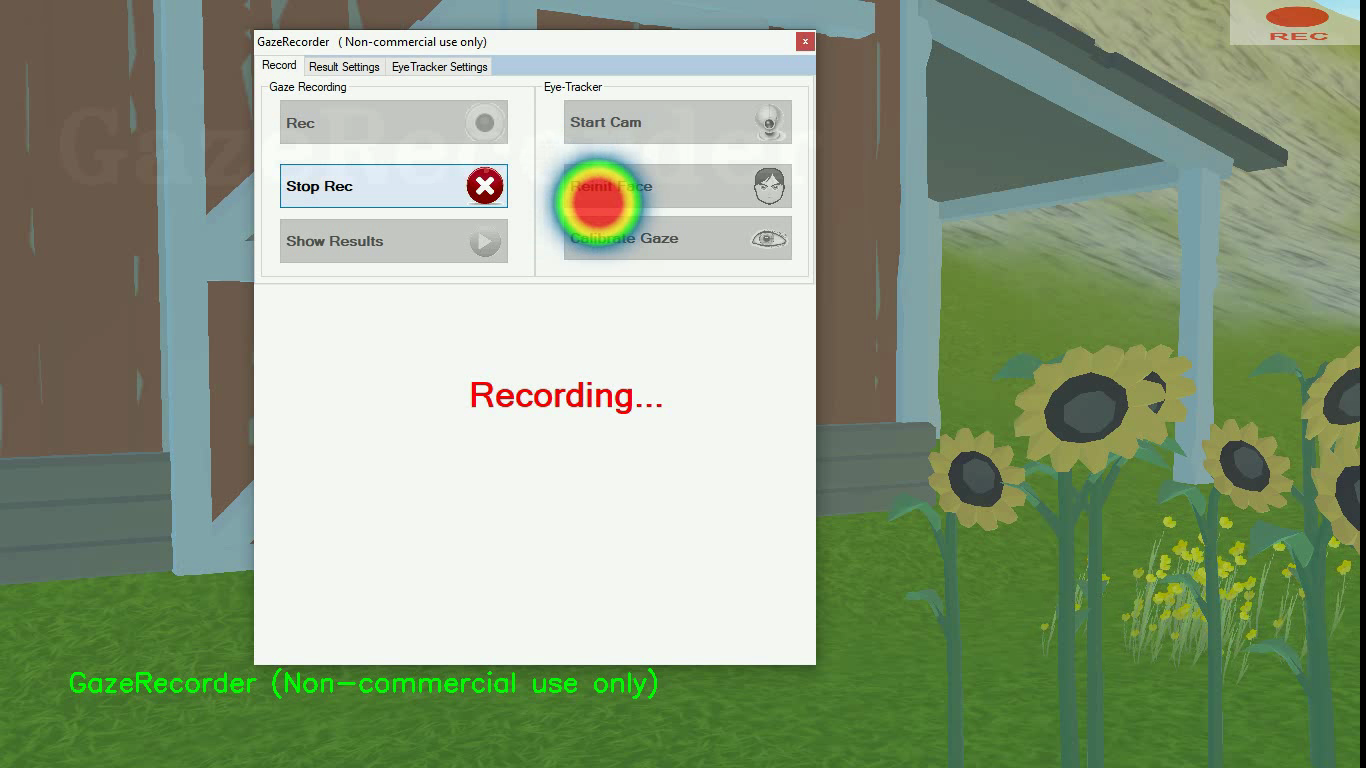 GazeRecorder (Non-commercial use only)
x
REC
Record Result Settings EyeTracker Settings
Gaze Recording
Eye-Tracker
Rec
Start Cam
GazeRecorder
Stop Rec
Reinit Face
Show Results
Calibrate Gaze
Recording...
GazeRecorder (Non-commercial use only)